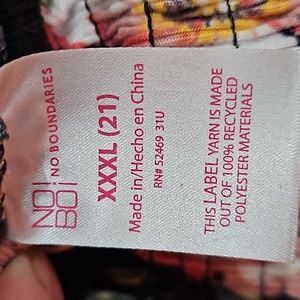 NO!
BO!
NO BOUNDARIES
XXXL (21)
Made In/Hecho en China
RN# 52469 31U
THIS LABEL YARN IS MADE
OUT OF 100% RECYCLED
POLYESTER MATERIALS